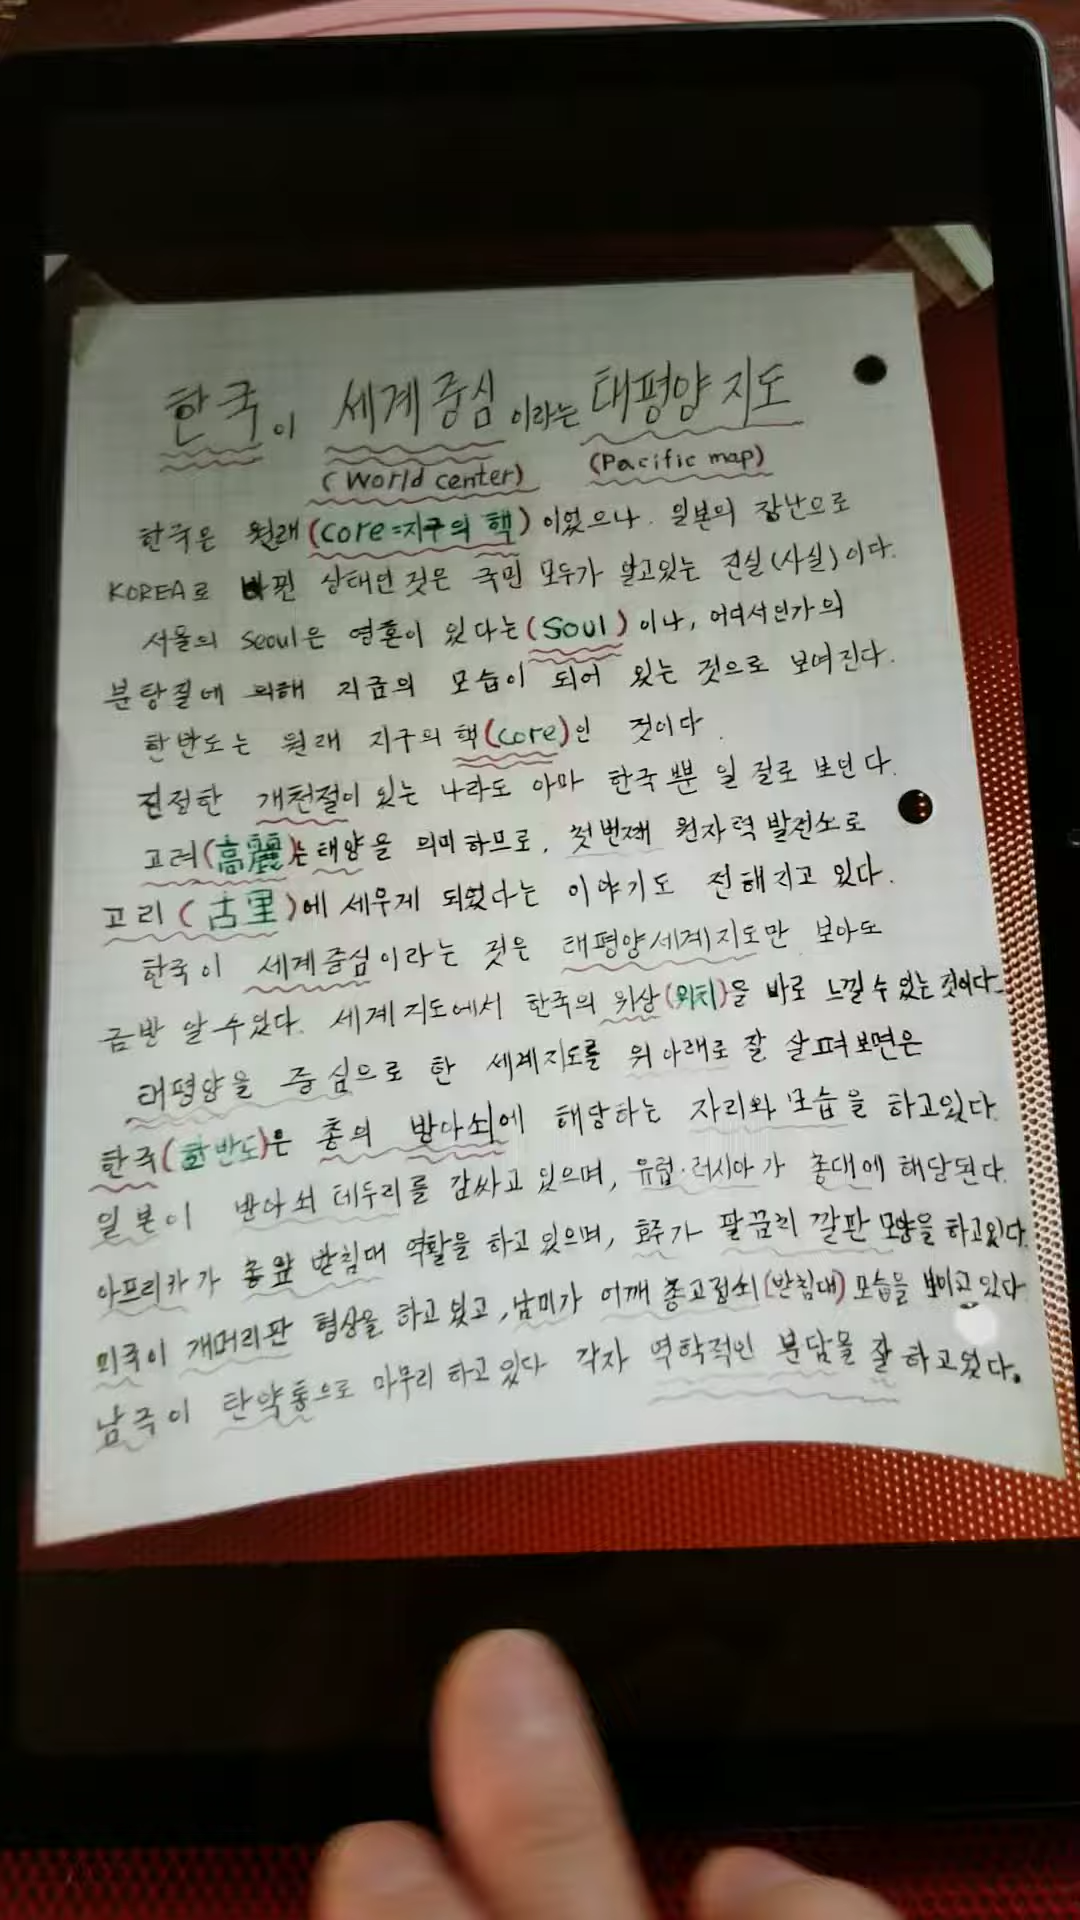 한국이 세계중심이라는 태평양 지도
(World center) (Pacific map)
한국은 원래(core=지구의 핵)이었으나. 일본의 장난으로
KOREA로 바뀐 상태인 것은 국민 모두가 알고있는 진실(사실)이다.
서울의 Seoul은 영혼이 있다는(Soul)이나, 어디서인가의
분탕질에 의해 지금의 모습이 되어 있는 것으로 보여진다.
한반도는 원래 지구의 핵(core)인 것이다.
진정한 개천절이 있는 나라도 아마 한국뿐 일 걸로 보인다.
고려(高麗)는 태양을 의미하므로, 첫번째 원자력 발전소로
고리(古里)에 세우게 되었다는 이야기도 전해지고 있다.
한국이 세계중심이라는 것은 태평양세계지도만 보아도
금방 알 수있다. 세계지도에서 한국의 위상(위치)을 바로 느낄 수 있는 것이다.
태평양을 중심으로 한 세계지도를 위 아래로 잘 살펴보면은
한국(한반도)은 총의 방아쇠에 해당하는 자리와 모습을 하고있다.
일본이 방아쇠 테두리를 감싸고 있으며, 유럽·러시아가 총대에 해당된다.
아프리카가 총앞 받침대 역활을 하고 있으며, 호주가 팔꿈치 깔판 모양을 하고있다.
미국이 개머리판 형상을 하고 있고, 남미가 어깨 총고정쇠(받침대) 모습을 보이고 있다
남극이 탄약통으로 마무리 하고 있다 각자 역학적인 분담을 잘 하고있다.